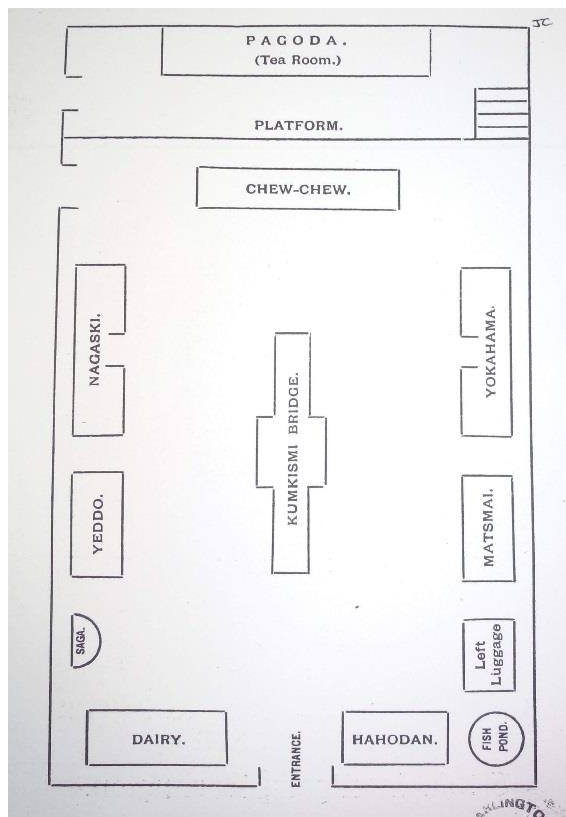 JC
PAGODA.
(Tea Room.)
PLATFORM.
CHEW-CHEW.
NAGASKI.
YOKAHAMA.
KUMKISMI BRIDGE.
YEDDO.
MATSMAI.
SAGA.
Left
Luggage
DAIRY.
ENTRANCE.
HAHODAN.
FISH
POND.